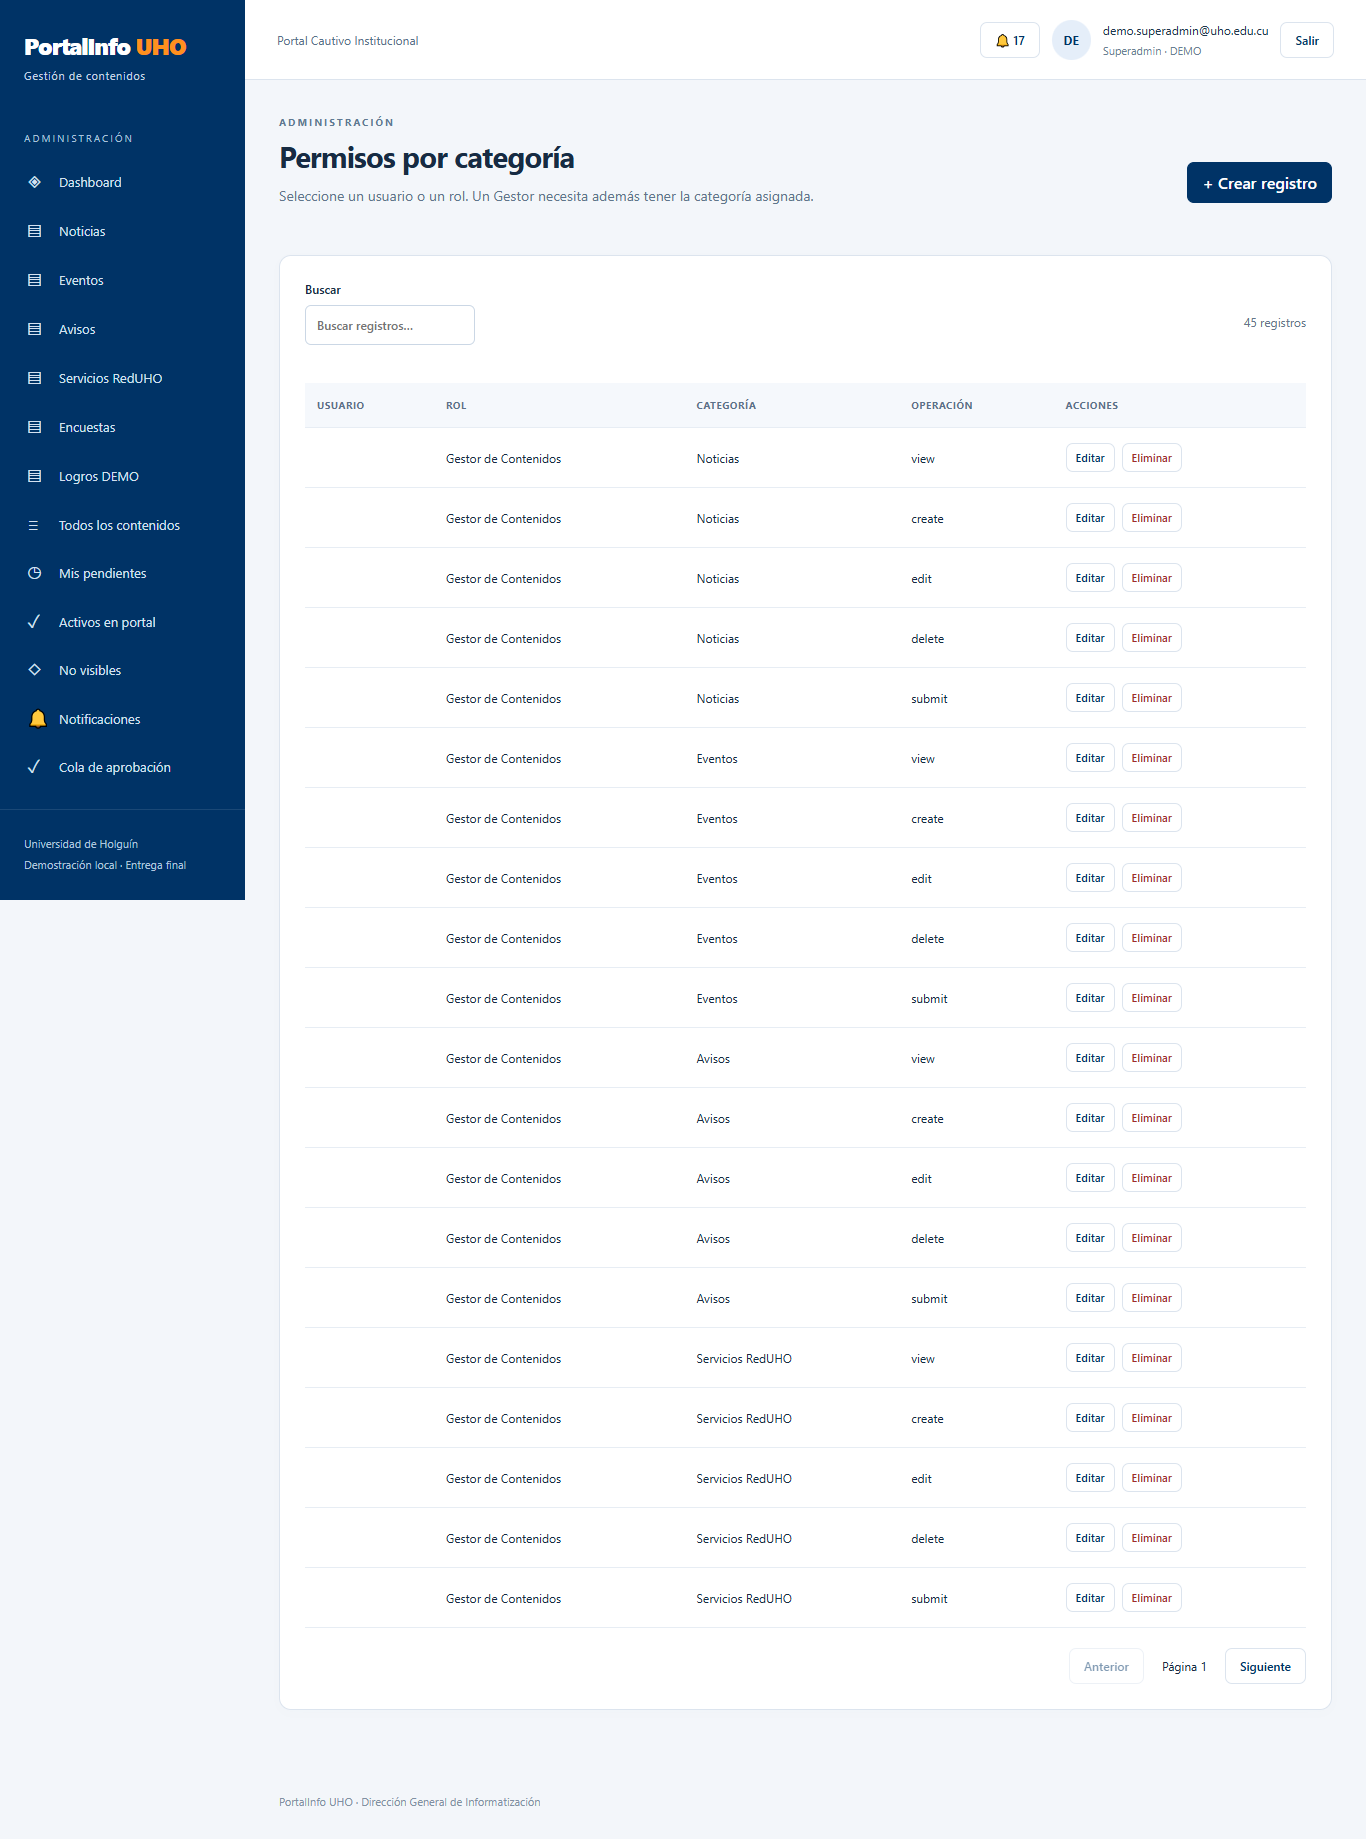 PortalInfo UHO
Gestión de contenidos
ADMINISTRACIÓN
Dashboard
Noticias
Eventos
Avisos
Servicios RedUHO
Encuestas
Logros DEMO
Todos los contenidos
Mis pendientes
Activos en portal
No visibles
Notificaciones
Cola de aprobación
Universidad de Holguín
Demostración local · Entrega final
Portal Cautivo Institucional
17
DE
demo.superadmin@uho.edu.cu
Superadmin · DEMO
Salir
ADMINISTRACIÓN
Permisos por categoría
Seleccione un usuario o un rol. Un Gestor necesita además tener la categoría asignada.
+ Crear registro
Buscar
Buscar registros...
45 registros
USUARIO ROL CATEGORÍA OPERACIÓN ACCIONES
Gestor de Contenidos Noticias view Editar Eliminar
Gestor de Contenidos Noticias create Editar Eliminar
Gestor de Contenidos Noticias edit Editar Eliminar
Gestor de Contenidos Noticias delete Editar Eliminar
Gestor de Contenidos Noticias submit Editar Eliminar
Gestor de Contenidos Eventos view Editar Eliminar
Gestor de Contenidos Eventos create Editar Eliminar
Gestor de Contenidos Eventos edit Editar Eliminar
Gestor de Contenidos Eventos delete Editar Eliminar
Gestor de Contenidos Eventos submit Editar Eliminar
Gestor de Contenidos Avisos view Editar Eliminar
Gestor de Contenidos Avisos create Editar Eliminar
Gestor de Contenidos Avisos edit Editar Eliminar
Gestor de Contenidos Avisos delete Editar Eliminar
Gestor de Contenidos Avisos submit Editar Eliminar
Gestor de Contenidos Servicios RedUHO view Editar Eliminar
Gestor de Contenidos Servicios RedUHO create Editar Eliminar
Gestor de Contenidos Servicios RedUHO edit Editar Eliminar
Gestor de Contenidos Servicios RedUHO delete Editar Eliminar
Gestor de Contenidos Servicios RedUHO submit Editar Eliminar
Anterior Página 1 Siguiente
PortalInfo UHO · Dirección General de Informatización